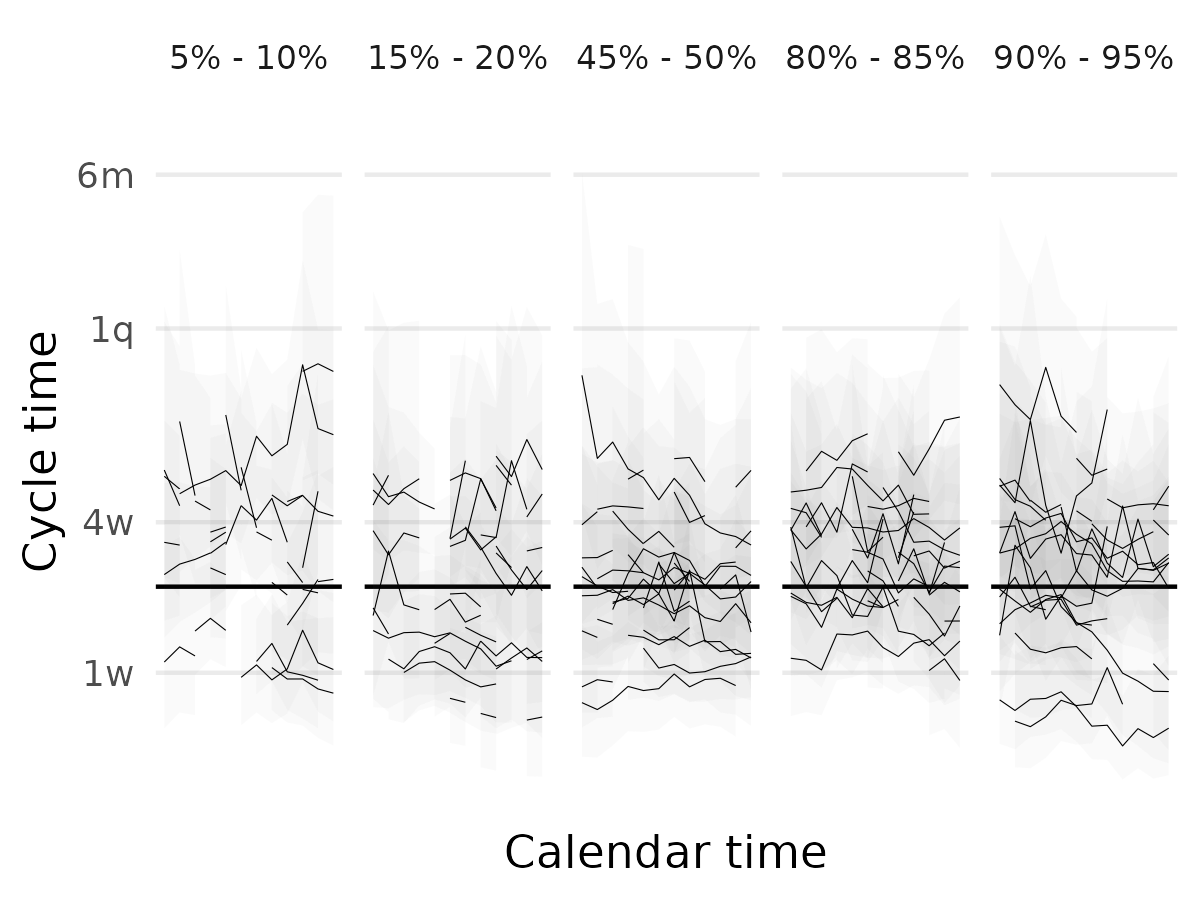 5% - 10%
15% - 20%
45% - 50%
80% - 85%
90% - 95%
6m
1q
4w
1w
Cycle time
Calendar time